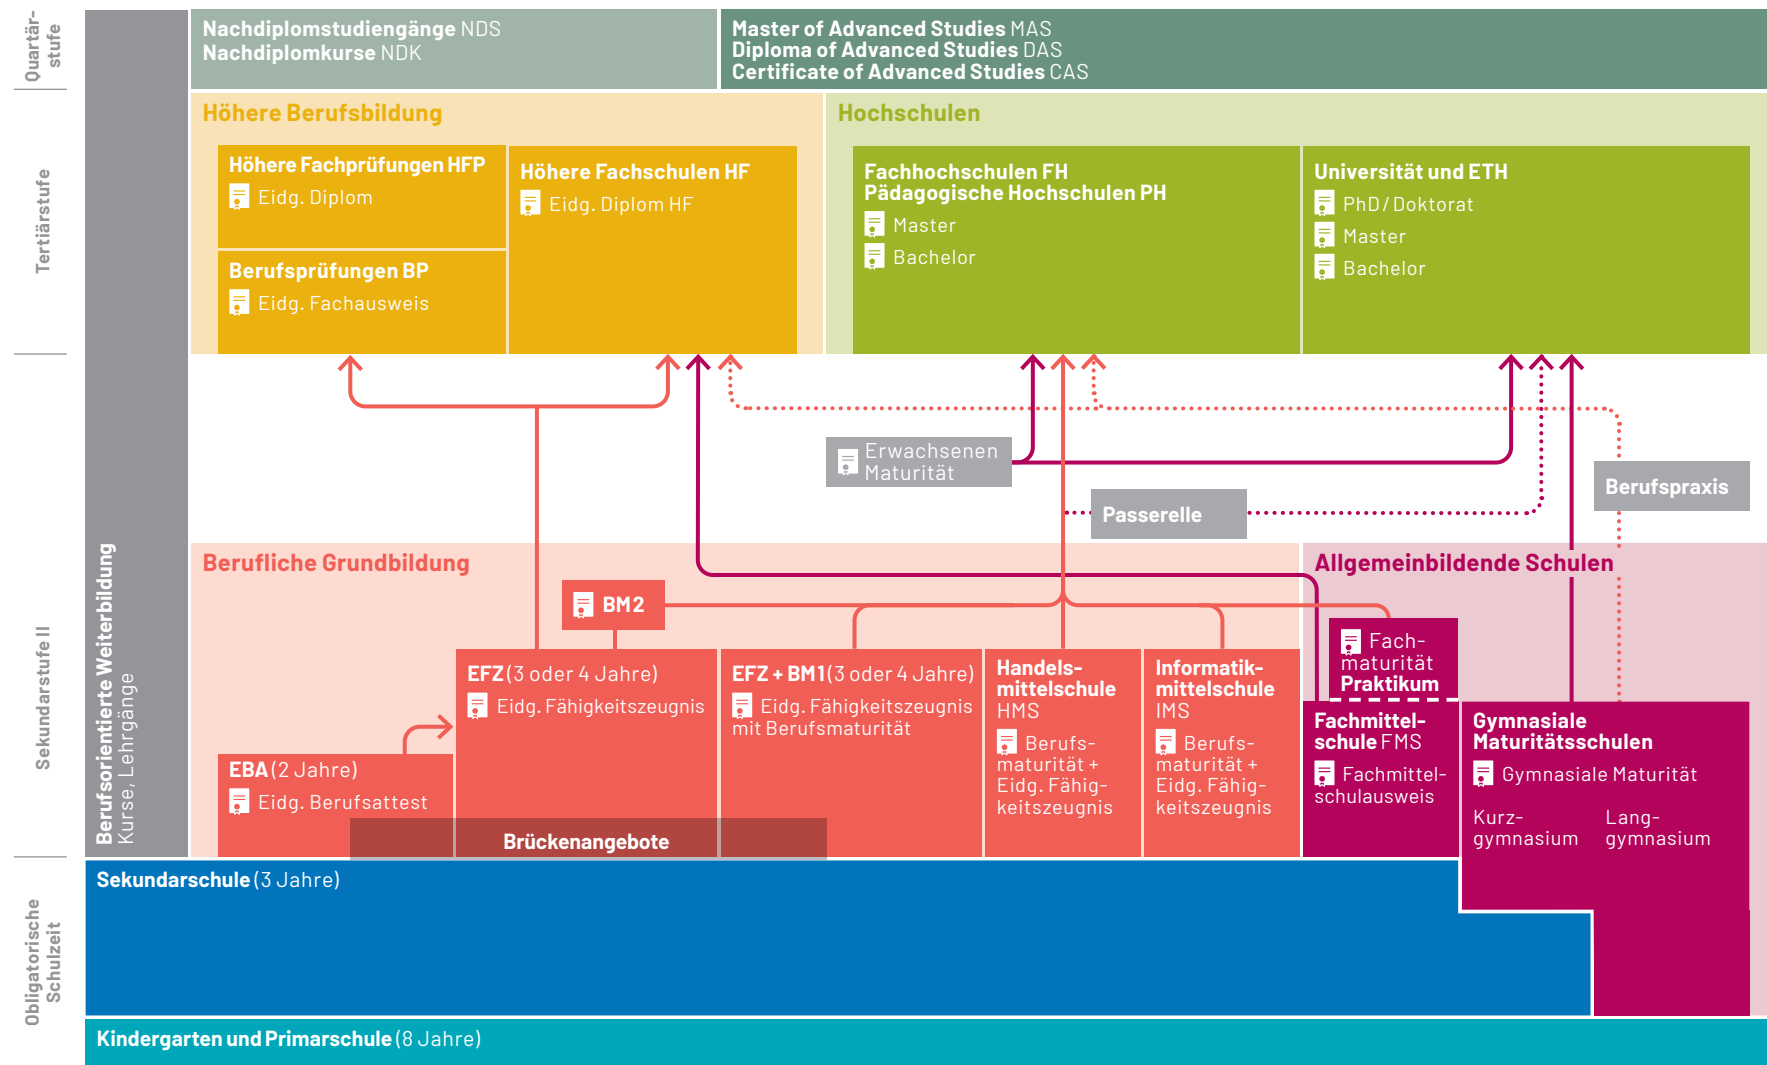 Quartär-
stufe
Nachdiplomstudiengänge NDS
Nachdiplomkurse NDK
Master of Advanced Studies MAS
Diploma of Advanced Studies DAS
Certificate of Advanced Studies CAS
Tertiärstufe
Höhere Berufsbildung
Höhere Fachprüfungen HFP
Eidg. Diplom
Berufsprüfungen BP
Eidg. Fachausweis
Höhere Fachschulen HF
Eidg. Diplom HF
Hochschulen
Fachhochschulen FH
Pädagogische Hochschulen PH
Master
Bachelor
Universität und ETH
PhD/Doktorat
Master
Bachelor
Erwachsenen
Maturität
Passerelle
Berufspraxis
Sekundarstufe II
Berufsorientierte Weiterbildung
Kurse, Lehrgänge
Berufliche Grundbildung
BM2
EBA (2 Jahre)
Eidg. Berufsattest
EFZ (3 oder 4 Jahre)
Eidg. Fähigkeitszeugnis
EFZ + BM1 (3 oder 4 Jahre)
Eidg. Fähigkeitszeugnis
mit Berufsmaturität
Handels-
mittelschule
HMS
Berufs-
maturität +
Eidg. Fähig-
keitszeugnis
Informatik-
mittelschule
IMS
Berufs-
maturität +
Eidg. Fähig-
keitszeugnis
Brückenangebote
Allgemeinbildende Schulen
Fach-
maturität
Praktikum
Fachmittel-
schule FMS
Fachmittel-
schulausweis
Gymnasiale
Maturitätsschulen
Gymnasiale Maturität
Kurz-
gymnasium
Lang-
gymnasium
Obligatorische
Schulzeit
Sekundarschule (3 Jahre)
Kindergarten und Primarschule (8 Jahre)